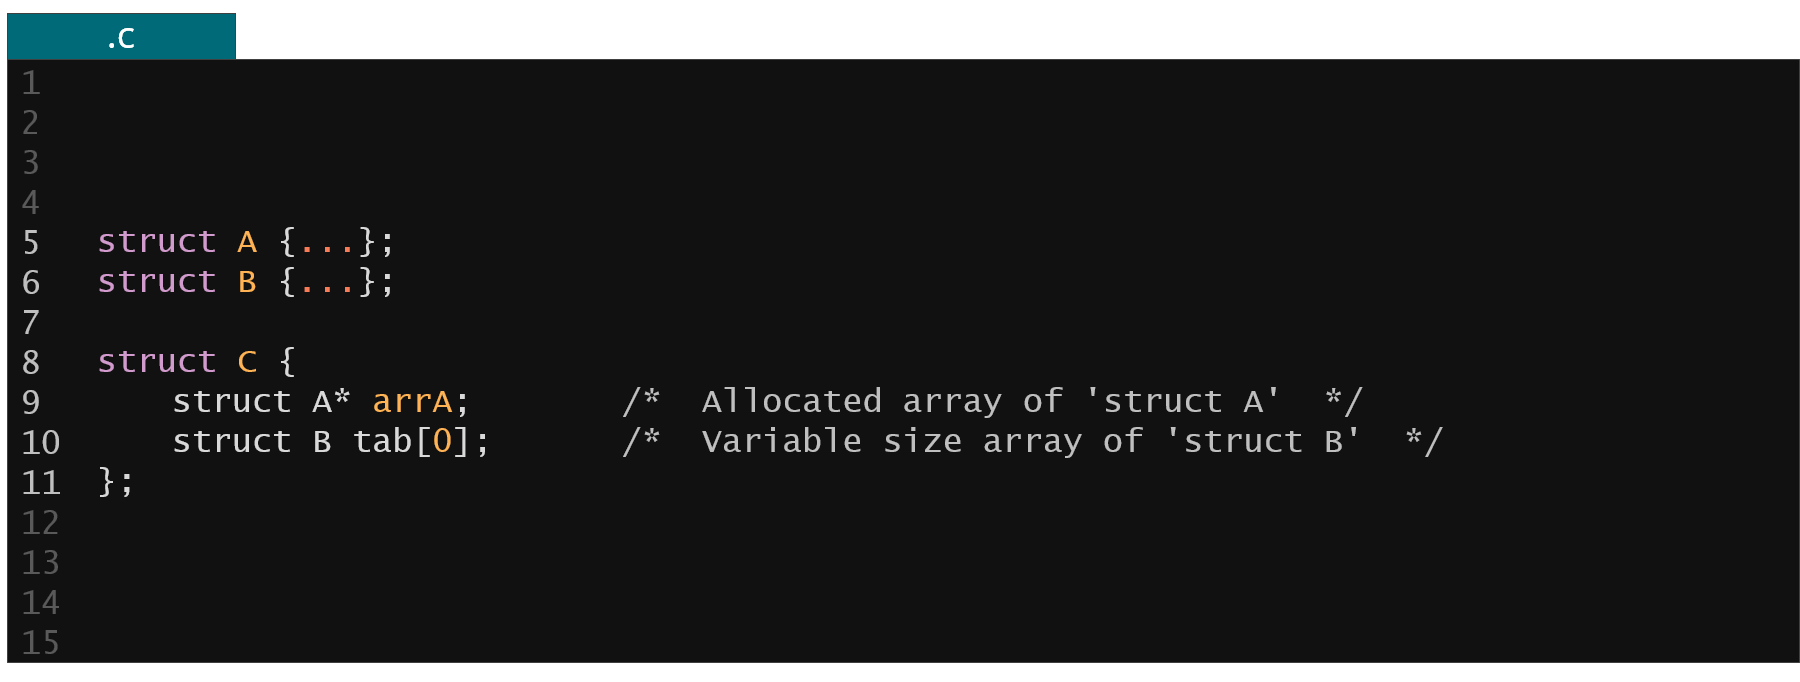 .c
1
2
3
4
5 struct A {...};
6 struct B {...};
7
8 struct C {
9 struct A* arrA; /* Allocated array of 'struct A' */
10 struct B tab[0]; /* Variable size array of 'struct B' */
11 };
12
13
14
15